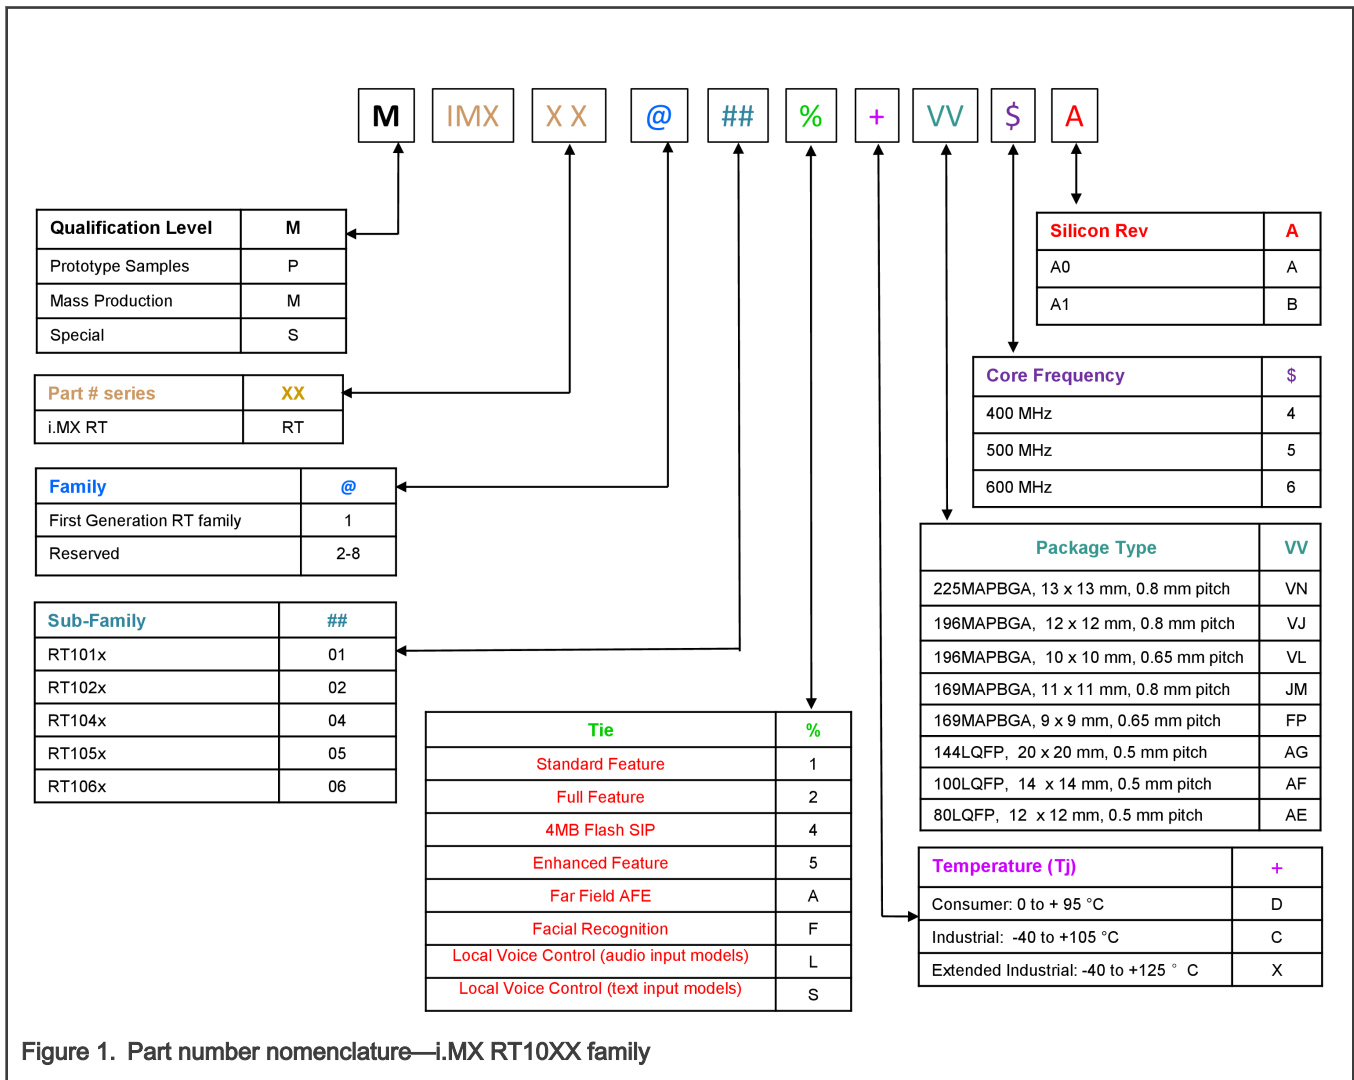 M IMX X X @ ## % + VV $ A
Qualification Level M
Prototype Samples P
Mass Production M
Special S
Part # series XX
i.MX RT RT
Family @
First Generation RT family 1
Reserved 2-8
Sub-Family ##
RT101x 01
RT102x 02
RT104x 04
RT105x 05
RT106x 06
Tie %
Standard Feature 1
Full Feature 2
4MB Flash SIP 4
Enhanced Feature 5
Far Field AFE A
Facial Recognition F
Local Voice Control (audio input models) L
Local Voice Control (text input models) S
Silicon Rev A
A0 A
A1 B
Core Frequency $
400 MHz 4
500 MHz 5
600 MHz 6
Package Type VV
225MAPBGA, 13 x 13 mm, 0.8 mm pitch VN
196MAPBGA, 12 x 12 mm, 0.8 mm pitch VJ
196MAPBGA, 10 x 10 mm, 0.65 mm pitch VL
169MAPBGA, 11 x 11 mm, 0.8 mm pitch JM
169MAPBGA, 9 x 9 mm, 0.65 mm pitch FP
144LQFP, 20 x 20 mm, 0.5 mm pitch AG
100LQFP, 14 x 14 mm, 0.5 mm pitch AF
80LQFP, 12 x 12 mm, 0.5 mm pitch AE
Temperature (Tj) +
Consumer: 0 to + 95 °C D
Industrial: -40 to +105 °C C
Extended Industrial: -40 to +125 ° C X
Figure 1. Part number nomenclature—i.MX RT10XX family